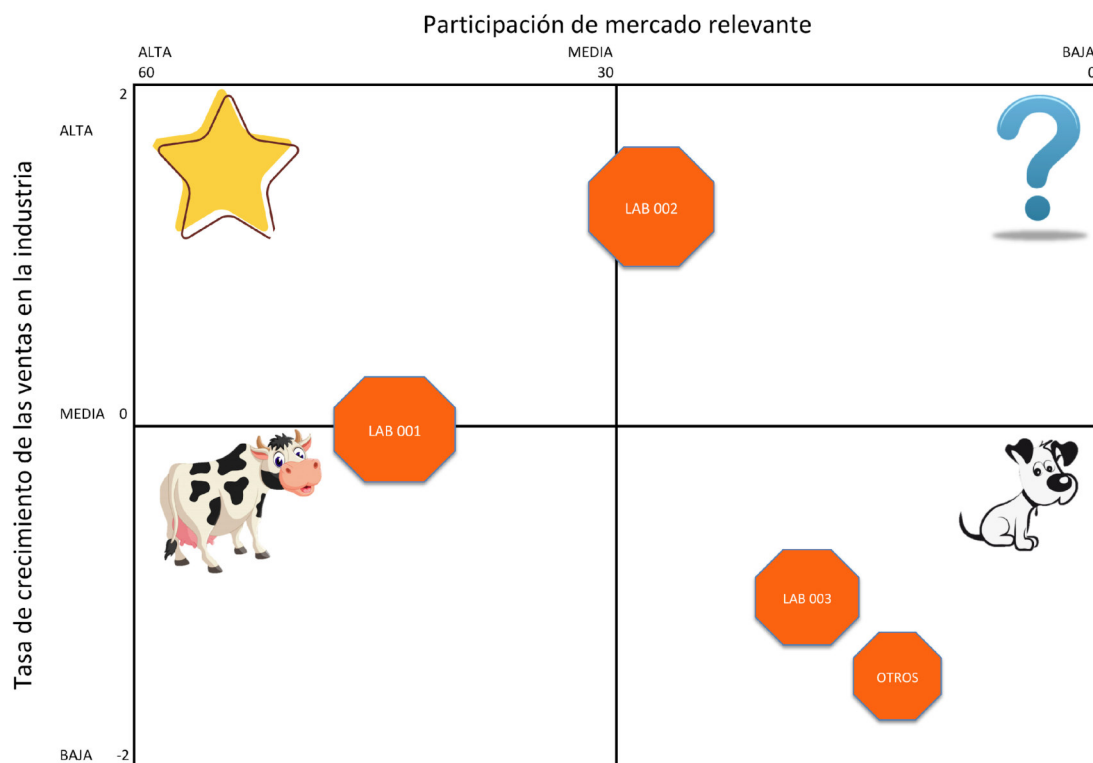 Participación de mercado relevante
ALTA MEDIA BAJA
60 30 0
2
ALTA
Tasa de crecimiento de las ventas en la industria
LAB 002
MEDIA 0
LAB 001
LAB 003
OTROS
BAJA -2